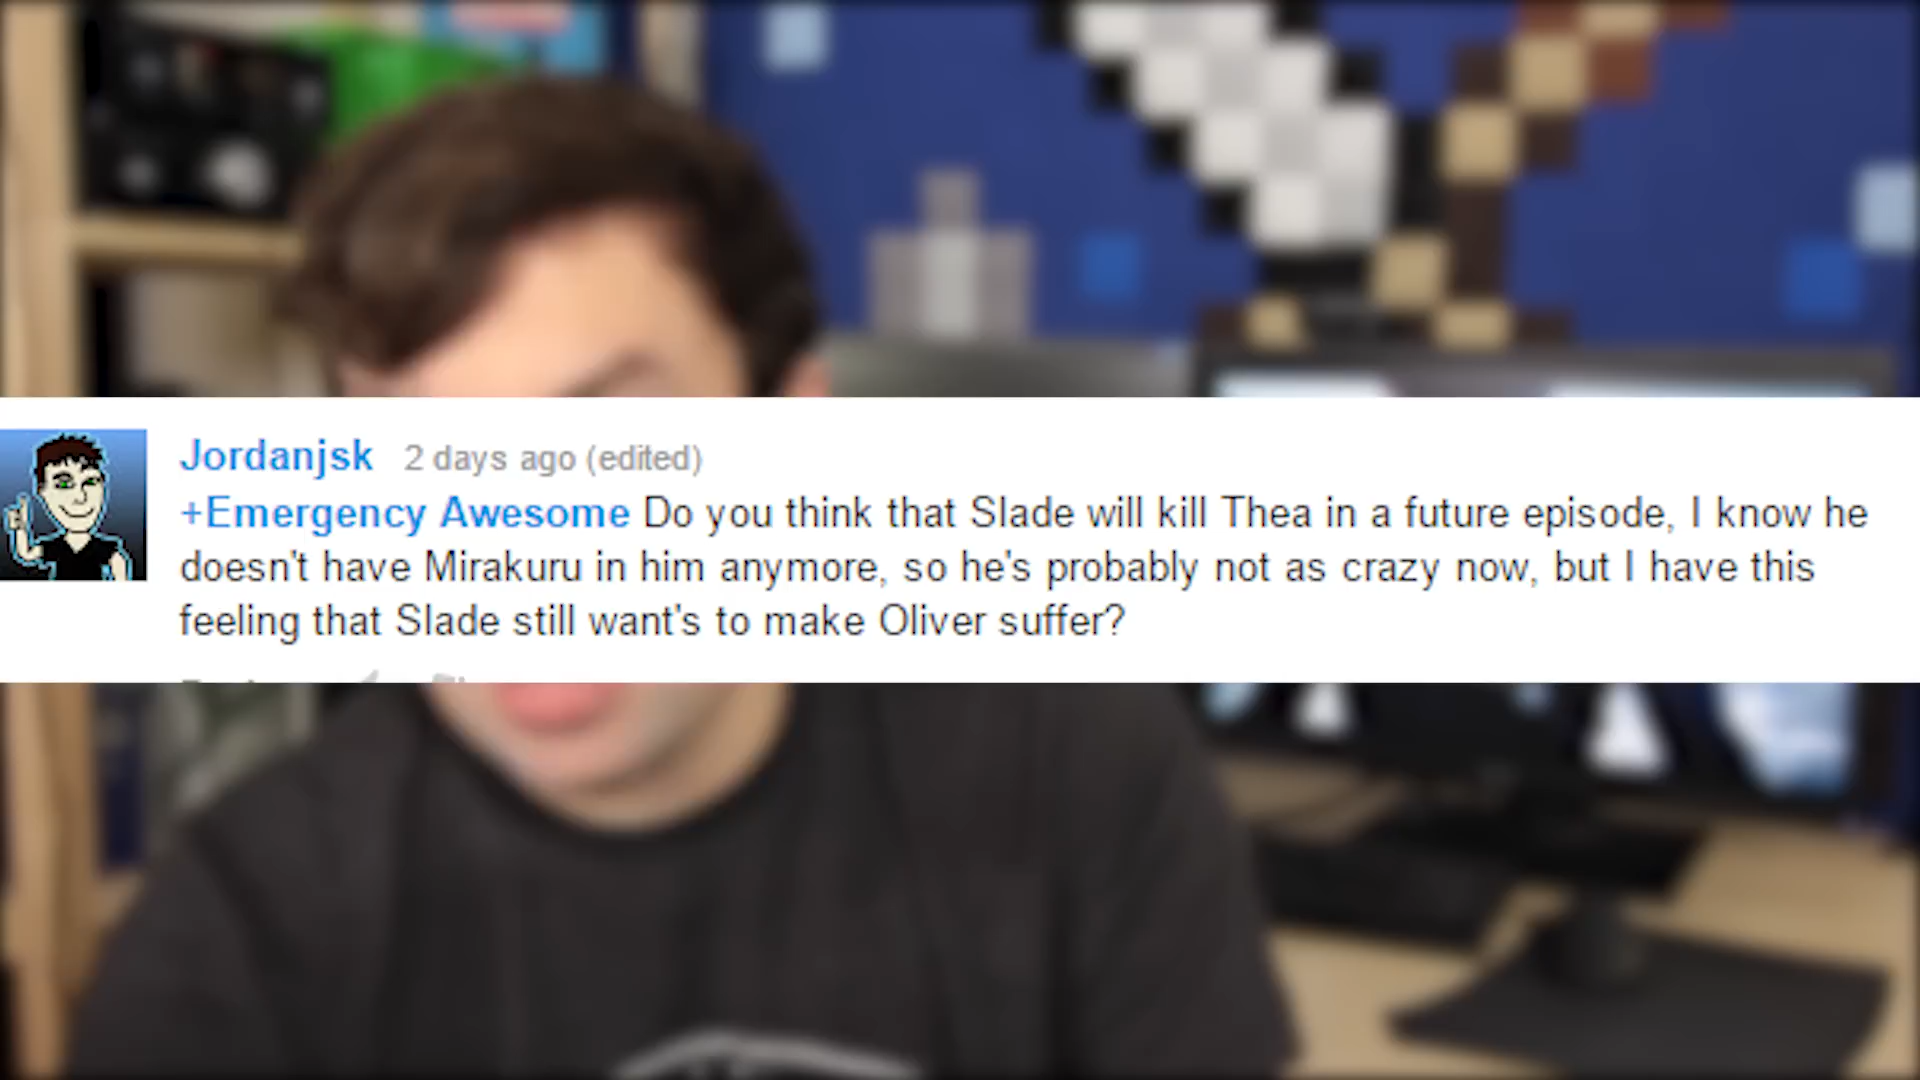 Jordanjsk 2 days ago (edited)
+Emergency Awesome Do you think that Slade will kill Thea in a future episode, I know he
doesn't have Mirakuru in him anymore, so he's probably not as crazy now, but I have this
feeling that Slade still want's to make Oliver suffer?